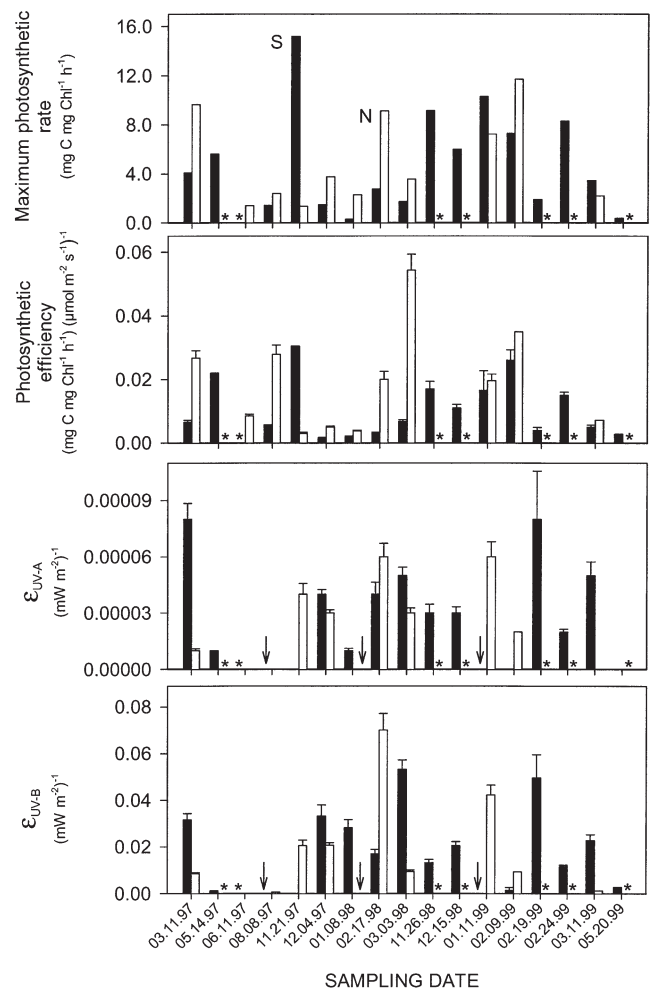 Maximum photosynthetic
rate
(mg C mg Chl⁻¹ h⁻¹)
16.0
12.0
8.0
4.0
0.0
S
N
* * * * * * * *
Photosynthetic
efficiency
(mg C mg Chl⁻¹ h⁻¹) (µmol m⁻² s⁻¹)⁻¹
0.06
0.04
0.02
0.00
* * * * * * *
εUV-A
(mW m⁻²)⁻¹
0.00009
0.00006
0.00003
0.00000
* * * * * * *
εUV-B
(mW m⁻²)⁻¹
0.08
0.06
0.04
0.02
0.00
* * * * * * *
03.11.97
05.14.97
06.11.97
08.08.97
11.21.97
12.04.97
01.08.98
02.17.98
03.03.98
11.26.98
12.15.98
01.11.99
02.09.99
02.19.99
02.24.99
03.11.99
05.20.99
SAMPLING DATE